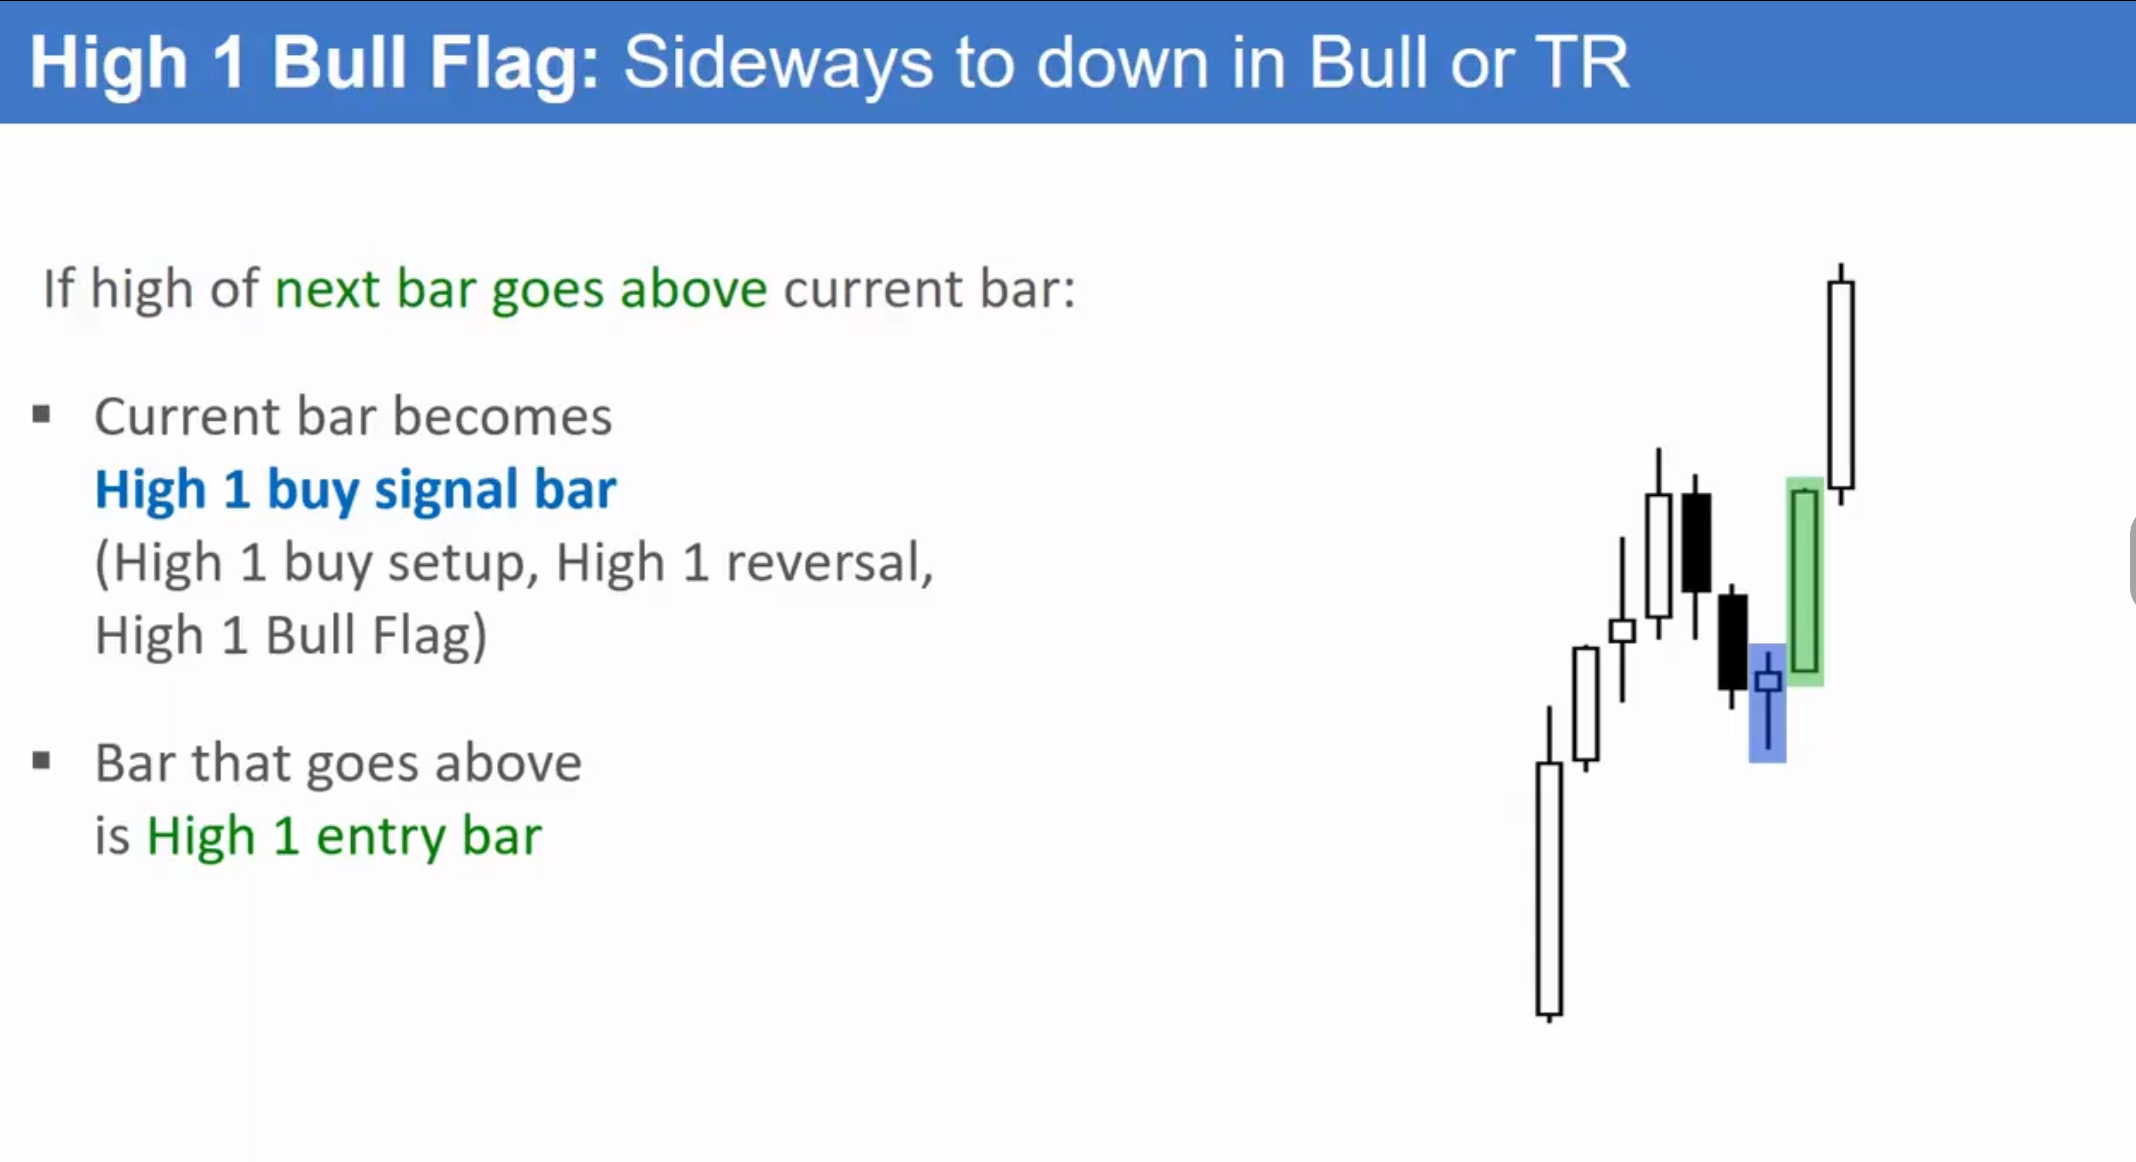 High 1 Bull Flag: Sideways to down in Bull or TR
If high of next bar goes above current bar:
▪ Current bar becomes
High 1 buy signal bar
(High 1 buy setup, High 1 reversal,
High 1 Bull Flag)
▪ Bar that goes above
is High 1 entry bar